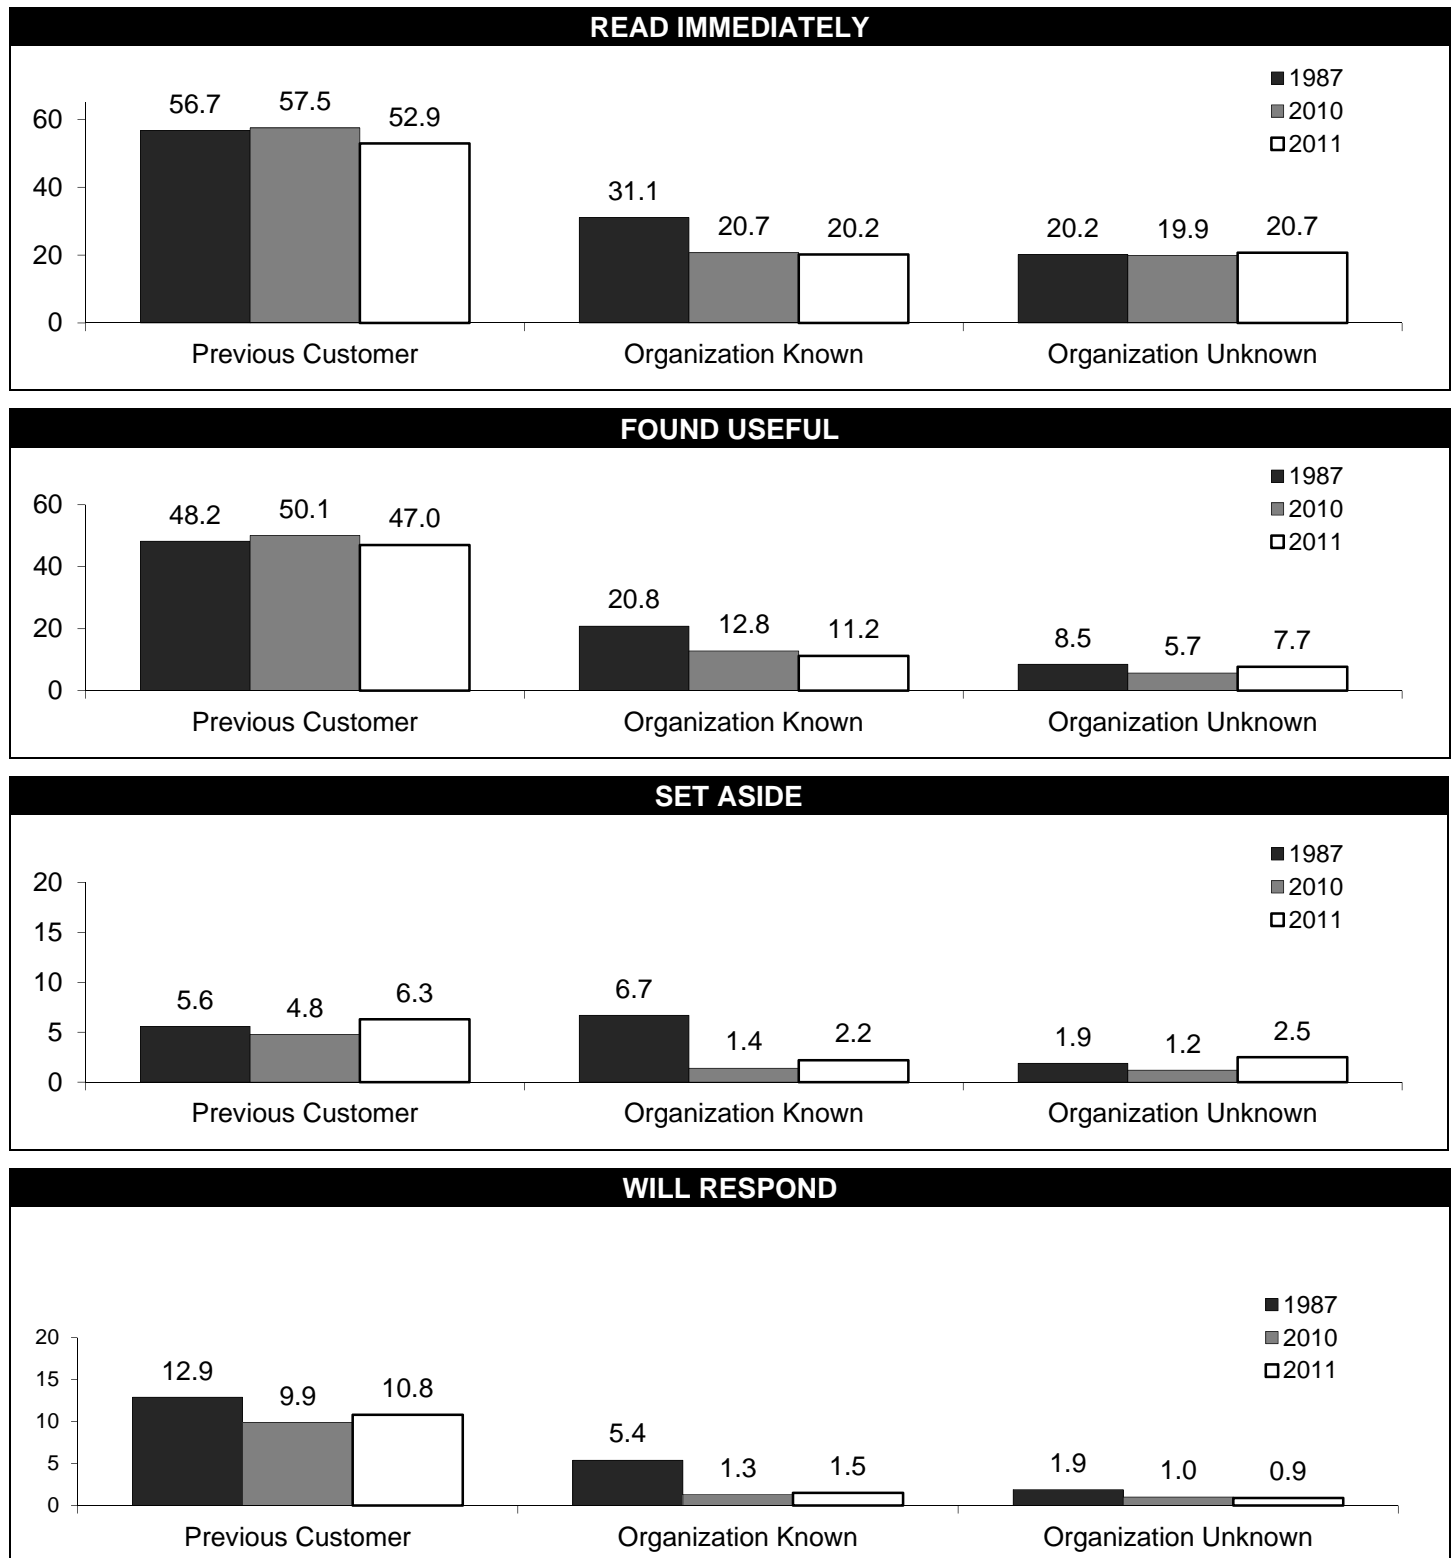 READ IMMEDIATELY
1987
2010
2011
56.7 57.5 52.9
31.1 20.7 20.2
20.2 19.9 20.7
60
40
20
0
Previous Customer Organization Known Organization Unknown
FOUND USEFUL
1987
2010
2011
48.2 50.1 47.0
20.8 12.8 11.2
8.5 5.7 7.7
60
40
20
0
Previous Customer Organization Known Organization Unknown
SET ASIDE
1987
2010
2011
20
15
10
5
0
5.6 4.8 6.3
6.7 1.4 2.2
1.9 1.2 2.5
Previous Customer Organization Known Organization Unknown
WILL RESPOND
1987
2010
2011
20
15
10
5
0
12.9 9.9 10.8
5.4 1.3 1.5
1.9 1.0 0.9
Previous Customer Organization Known Organization Unknown